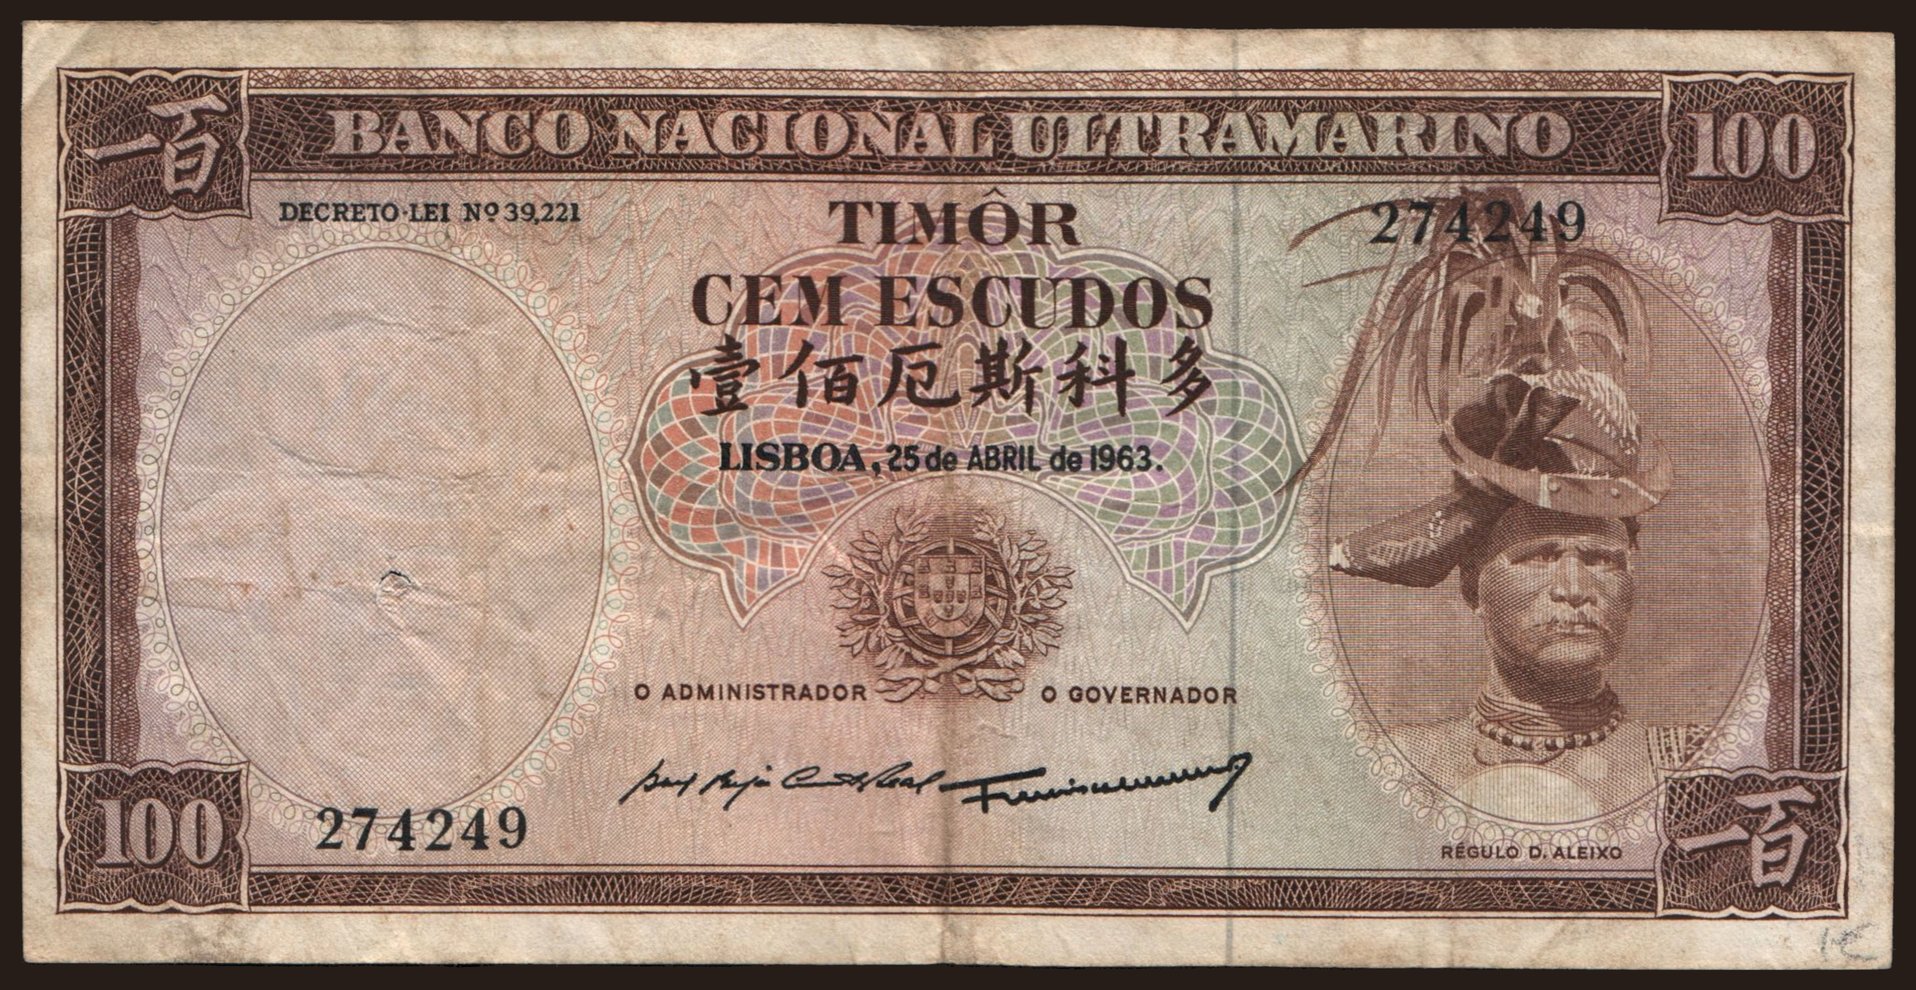 一百
BANCO NACIONAL ULTRAMARINO
100
DECRETO-LEI Nº 39,221
TIMÔR
274249
CEM ESCUDOS
壹佰厄斯科多
LISBOA, 25 de ABRIL de 1963.
O ADMINISTRADOR
O GOVERNADOR
100
274249
RÉGULO D. ALEIXO
一百